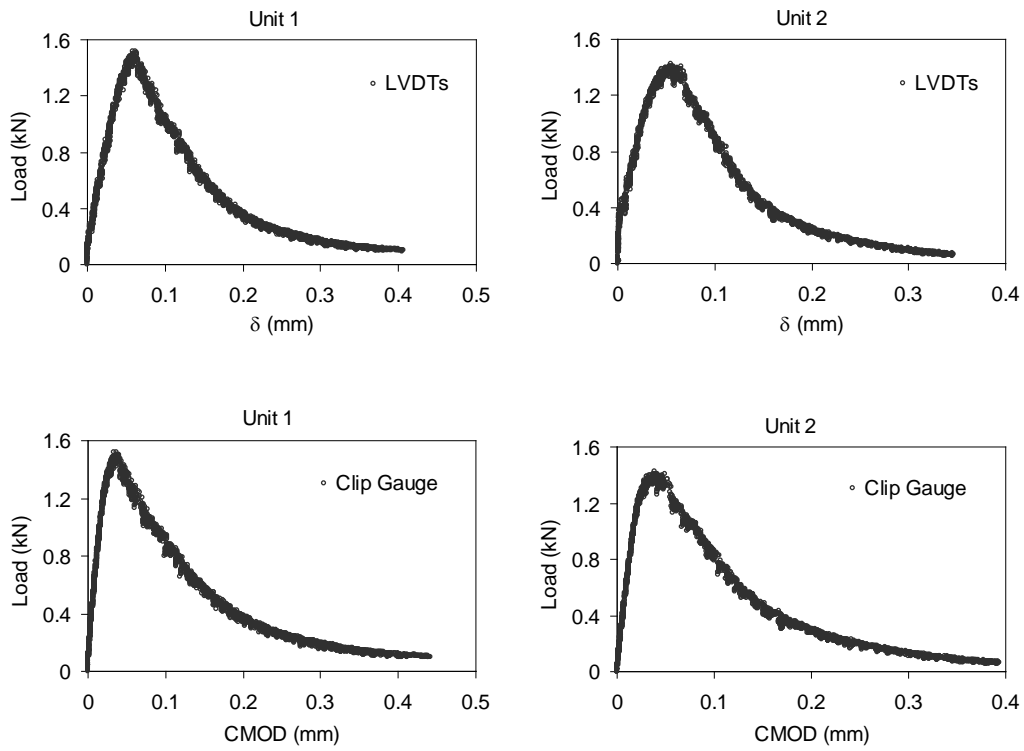 Unit 1
1.6
1.2
0.8
0.4
0
Load (kN)
LVDTs
0 0.1 0.2 0.3 0.4 0.5
δ (mm)
Unit 2
1.6
1.2
0.8
0.4
0
Load (kN)
LVDTs
0 0.1 0.2 0.3 0.4
δ (mm)
Unit 1
1.6
1.2
0.8
0.4
0
Load (kN)
Clip Gauge
0 0.1 0.2 0.3 0.4 0.5
CMOD (mm)
Unit 2
1.6
1.2
0.8
0.4
0
Load (kN)
Clip Gauge
0 0.1 0.2 0.3 0.4
CMOD (mm)